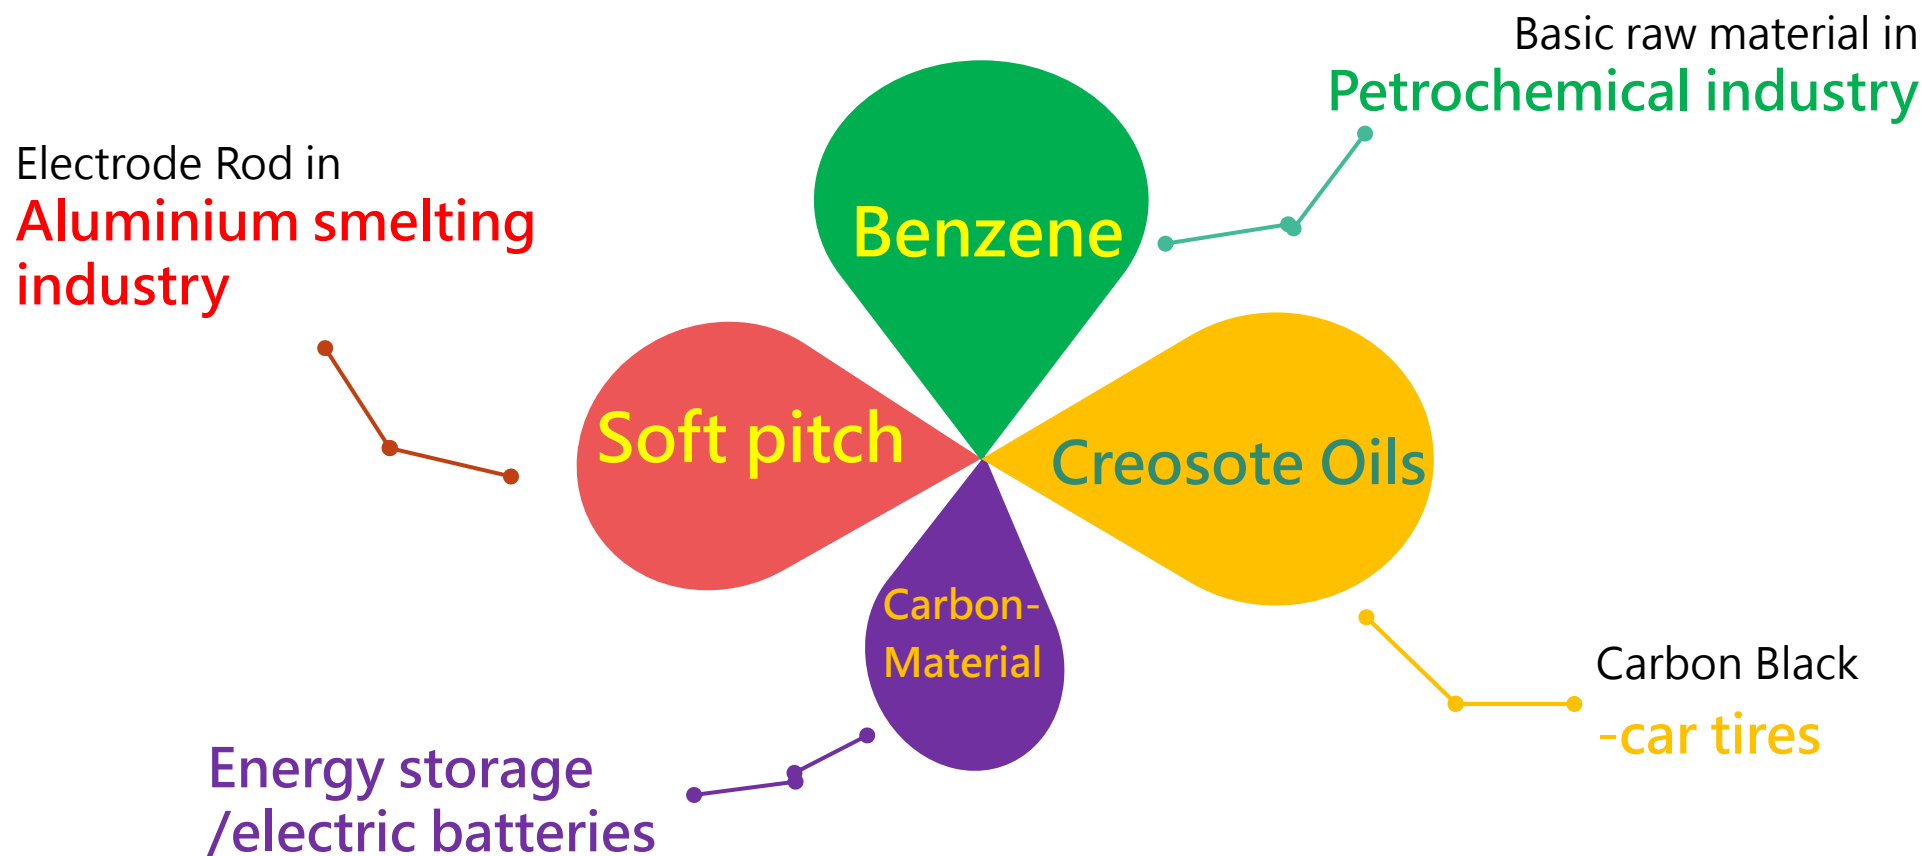 Basic raw material in
Petrochemical industry
Electrode Rod in
Aluminium smelting
industry
Benzene
Soft pitch
Creosote Oils
Carbon-
Material
Carbon Black
-car tires
Energy storage
/electric batteries